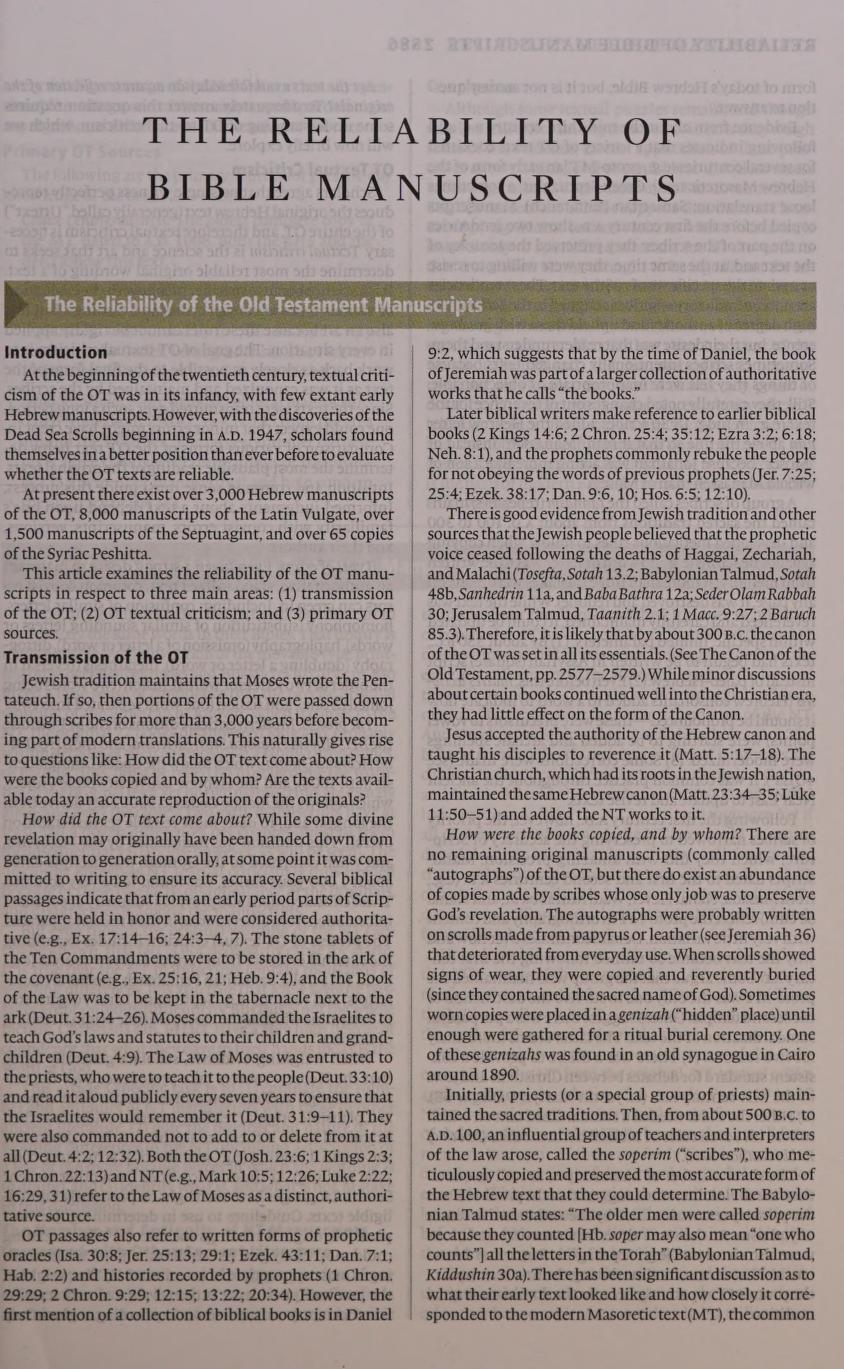 THE RELIABILITY OF
BIBLE MANUSCRIPTS
The Reliability of the Old Testament Manuscripts
Introduction
At the beginning of the twentieth century, textual criti-
cism of the OT was in its infancy, with few extant early
Hebrew manuscripts. However, with the discoveries of the
Dead Sea Scrolls beginning in A.D. 1947, scholars found
themselves in a better position than ever before to evaluate
whether the OT texts are reliable.
At present there exist over 3,000 Hebrew manuscripts
of the OT, 8,000 manuscripts of the Latin Vulgate, over
1,500 manuscripts of the Septuagint, and over 65 copies
of the Syriac Peshitta.
This article examines the reliability of the OT manu-
scripts in respect to three main areas: (1) transmission
of the OT; (2) OT textual criticism; and (3) primary OT
sources.
Transmission of the OT
Jewish tradition maintains that Moses wrote the Pen-
tateuch. If so, then portions of the OT were passed down
through scribes for more than 3,000 years before becom-
ing part of modern translations. This naturally gives rise
to questions like: How did the OT text come about? How
were the books copied and by whom? Are the texts avail-
able today an accurate reproduction of the originals?
How did the OT text come about? While some divine
revelation may originally have been handed down from
generation to generation orally, at some point it was com-
mitted to writing to ensure its accuracy. Several biblical
passages indicate that from an early period parts of Scrip-
ture were held in honor and were considered authorita-
tive (e.g., Ex. 17:14–16; 24:3–4, 7). The stone tablets of
the Ten Commandments were to be stored in the ark of
the covenant (e.g., Ex. 25:16, 21; Heb. 9:4), and the Book
of the Law was to be kept in the tabernacle next to the
ark (Deut. 31:24–26). Moses commanded the Israelites to
teach God's laws and statutes to their children and grand-
children (Deut. 4:9). The Law of Moses was entrusted to
the priests, who were to teach it to the people (Deut. 33:10)
and read it aloud publicly every seven years to ensure that
the Israelites would remember it (Deut. 31:9–11). They
were also commanded not to add to or delete from it at
all (Deut. 4:2; 12:32). Both the OT (Josh. 23:6; 1 Kings 2:3;
1 Chron. 22:13) and NT (e.g., Mark 10:5; 12:26; Luke 2:22;
16:29, 31) refer to the Law of Moses as a distinct, authori-
tative source.
OT passages also refer to written forms of prophetic
oracles (Isa. 30:8; Jer. 25:13; 29:1; Ezek. 43:11; Dan. 7:1;
Hab. 2:2) and histories recorded by prophets (1 Chron.
29:29; 2 Chron. 9:29; 12:15; 13:22; 20:34). However, the
first mention of a collection of biblical books is in Daniel
9:2, which suggests that by the time of Daniel, the book
of Jeremiah was part of a larger collection of authoritative
works that he calls “the books.”
Later biblical writers make reference to earlier biblical
books (2 Kings 14:6; 2 Chron. 25:4; 35:12; Ezra 3:2; 6:18;
Neh. 8:1), and the prophets commonly rebuke the people
for not obeying the words of previous prophets (Jer. 7:25;
25:4; Ezek. 38:17; Dan. 9:6, 10; Hos. 6:5; 12:10).
There is good evidence from Jewish tradition and other
sources that the Jewish people believed that the prophetic
voice ceased following the deaths of Haggai, Zechariah,
and Malachi (Tosefta, Sotah 13.2; Babylonian Talmud, Sotah
48b, Sanhedrin 11a, and Baba Bathra 12a; Seder Olam Rabbah
30; Jerusalem Talmud, Taanith 2.1; 1 Macc. 9:27; 2 Baruch
85.3). Therefore, it is likely that by about 300 B.C. the canon
of the OT was set in all its essentials. (See The Canon of the
Old Testament, pp. 2577–2579.) While minor discussions
about certain books continued well into the Christian era,
they had little effect on the form of the Canon.
Jesus accepted the authority of the Hebrew canon and
taught his disciples to reverence it (Matt. 5:17–18). The
Christian church, which had its roots in the Jewish nation,
maintained the same Hebrew canon (Matt. 23:34–35; Luke
11:50–51) and added the NT works to it.
How were the books copied, and by whom? There are
no remaining original manuscripts (commonly called
“autographs”) of the OT, but there do exist an abundance
of copies made by scribes whose only job was to preserve
God's revelation. The autographs were probably written
on scrolls made from papyrus or leather (see Jeremiah 36)
that deteriorated from everyday use. When scrolls showed
signs of wear, they were copied and reverently buried
(since they contained the sacred name of God). Sometimes
worn copies were placed in a genizah (“hidden” place) until
enough were gathered for a ritual burial ceremony. One
of these genizahs was found in an old synagogue in Cairo
around 1890.
Initially, priests (or a special group of priests) main-
tained the sacred traditions. Then, from about 500 B.C. to
A.D. 100, an influential group of teachers and interpreters
of the law arose, called the soperim (“scribes”), who me-
ticulously copied and preserved the most accurate form of
the Hebrew text that they could determine. The Babylo-
nian Talmud states: “The older men were called soperim
because they counted [Hb. soper may also mean “one who
counts”] all the letters in the Torah” (Babylonian Talmud,
Kiddushin 30a). There has been significant discussion as to
what their early text looked like and how closely it corre-
sponded to the modern Masoretic text (MT), the common